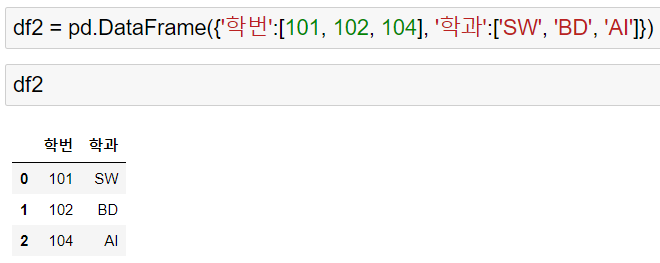 df2 = pd.DataFrame({'학번':[101, 102, 104], '학과':['SW', 'BD', 'AI']})
df2
학번 학과
0 101 SW
1 102 BD
2 104 AI